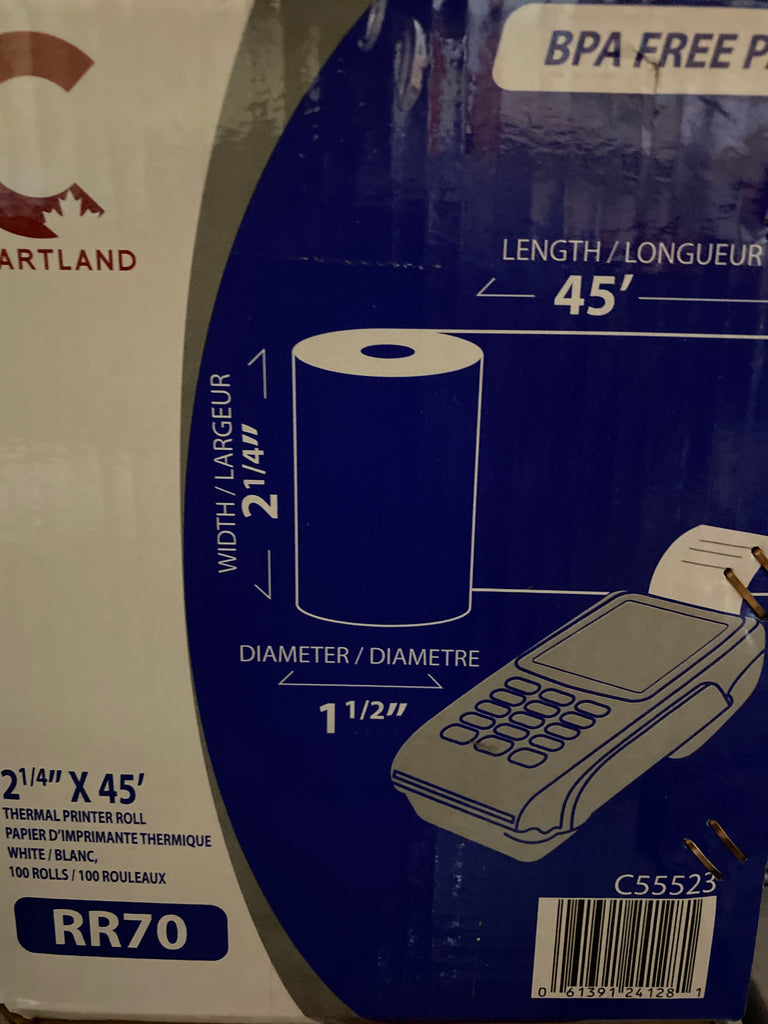 BPA FREE
ARTLAND
LENGTH / LONGUEUR
45'
WIDTH / LARGEUR
2 1/4"
DIAMETER / DIAMETRE
1 1/2"
2 1/4" X 45'
THERMAL PRINTER ROLL
PAPIER D'IMPRIMANTE THERMIQUE
WHITE / BLANC,
100 ROLLS / 100 ROULEAUX
RR70
C55523
0 61391 24128 1